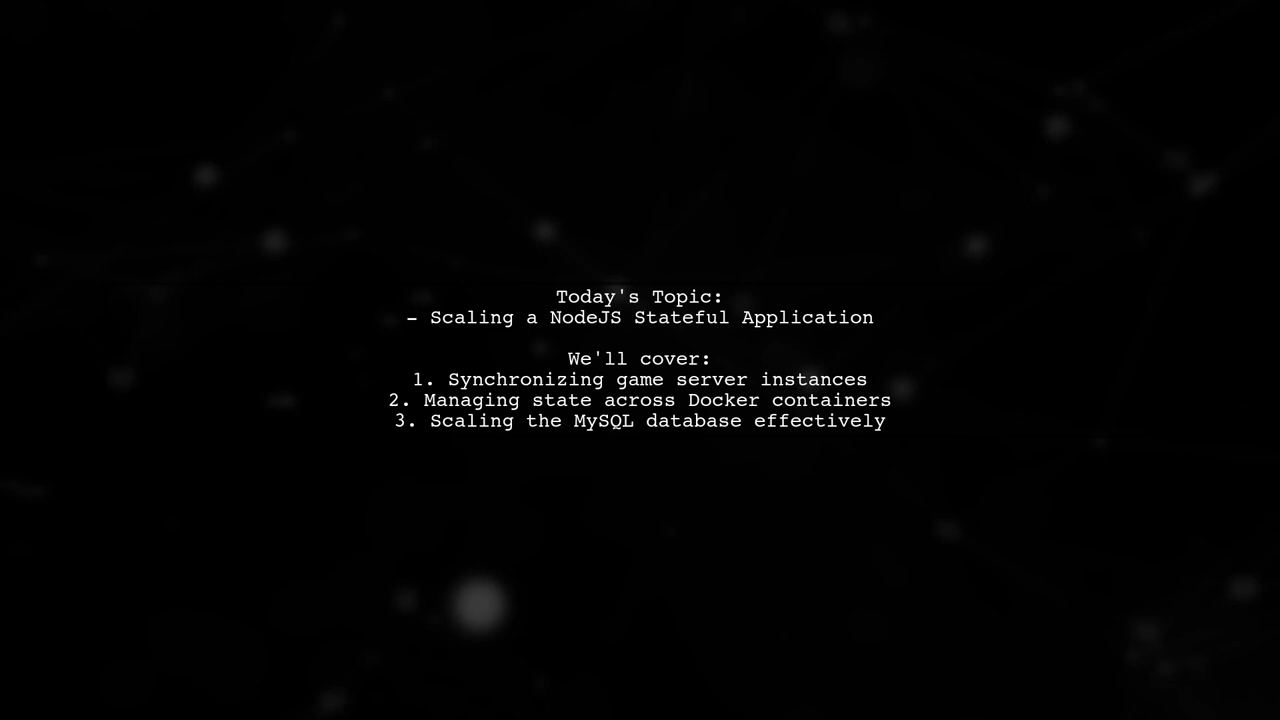 Today's Topic:
- Scaling a NodeJS Stateful Application
We'll cover:
1. Synchronizing game server instances
2. Managing state across Docker containers
3. Scaling the MySQL database effectively